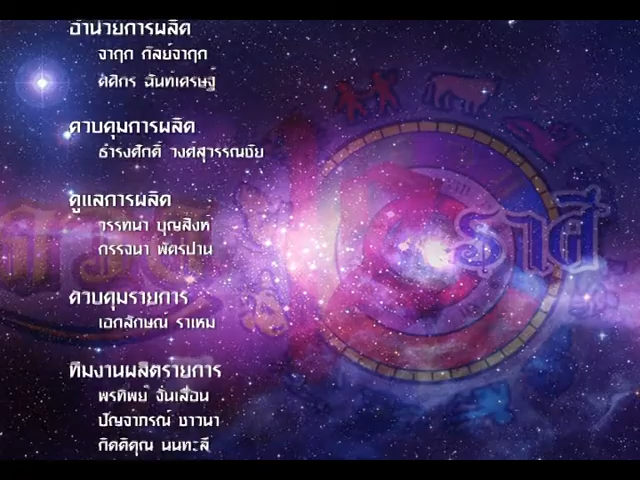 อำนวยการผลิต
จาฤก กัลย์จาฤก
ศศิกร ฉันทเศรษฐ์
ควบคุมการผลิต
ธำรงศักดิ์ วงศ์สุวรรณชัย
ดูแลการผลิต
วรรทนา บุญสิงห์
กรรจนา พัตรปาน
ควบคุมรายการ
เอกลักษณ์ ราเหม
ทีมงานผลิตรายการ
พรทิพย์ จั่นเลื่อน
ปัญจาภรณ์ ชาวนา
กิตติคุณ นนทะลี
ราศี